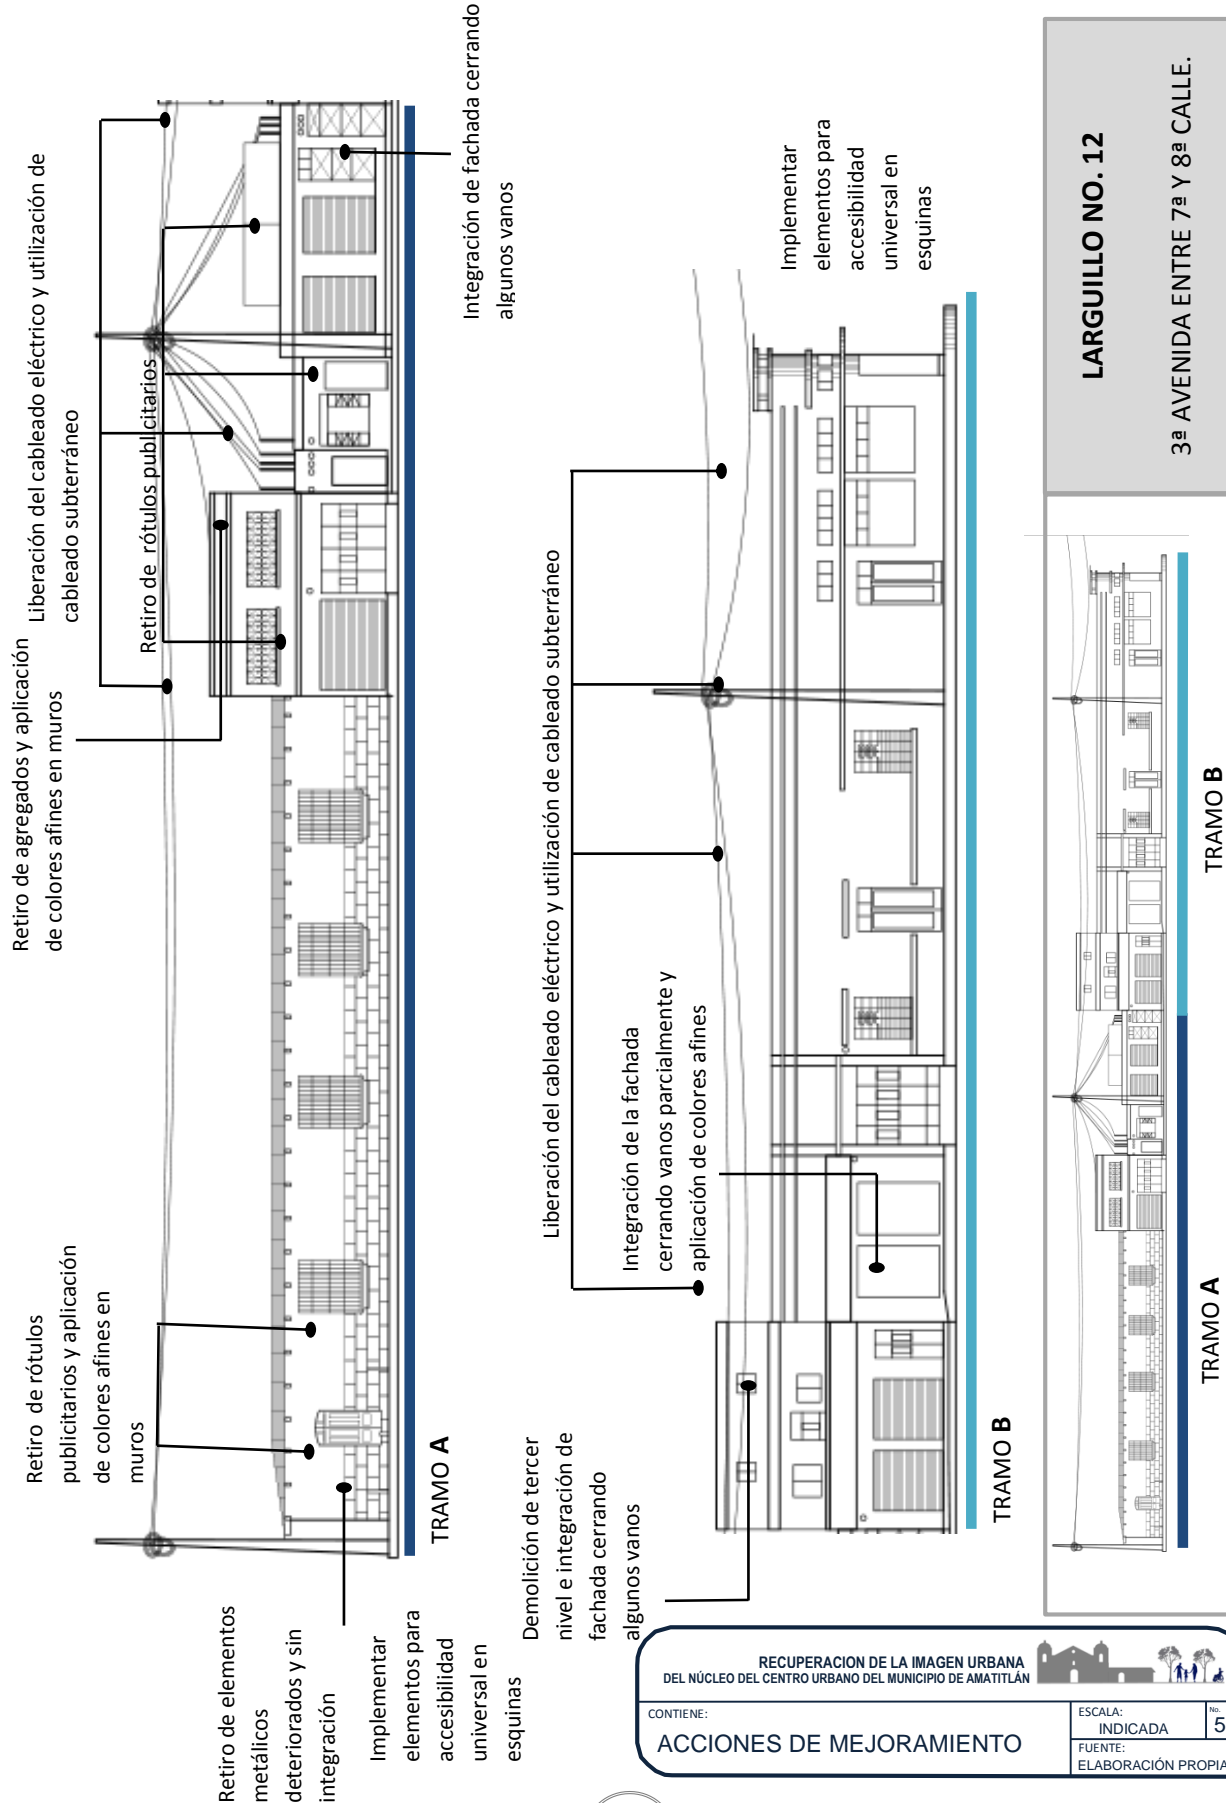 Retiro de elementos
metálicos
deteriorados y sin
integración
Implementar
elementos para
accesibilidad
universal en
esquinas
Retiro de rótulos
publicitarios y aplicación
de colores afines en
muros
Retiro de agregados y aplicación
de colores afines en muros
Liberación del cableado eléctrico y utilización de
cableado subterráneo
Retiro de rótulos publicitarios
Integración de fachada cerrando
algunos vanos
TRAMO A
Demolición de tercer
nivel e integración de
fachada cerrando
algunos vanos
Liberación del cableado eléctrico y utilización de cableado subterráneo
Integración de la fachada
cerrando vanos parcialmente y
aplicación de colores afines
Implementar
elementos para
accesibilidad
universal en
esquinas
TRAMO B
LARGUILLO NO. 12
3ª AVENIDA ENTRE 7ª Y 8ª CALLE.
TRAMO A
TRAMO B
RECUPERACION DE LA IMAGEN URBANA
DEL NÚCLEO DEL CENTRO URBANO DEL MUNICIPIO DE AMATITLÁN
CONTIENE:
ACCIONES DE MEJORAMIENTO
ESCALA:
INDICADA
No.
5
FUENTE:
ELABORACIÓN PROPIA